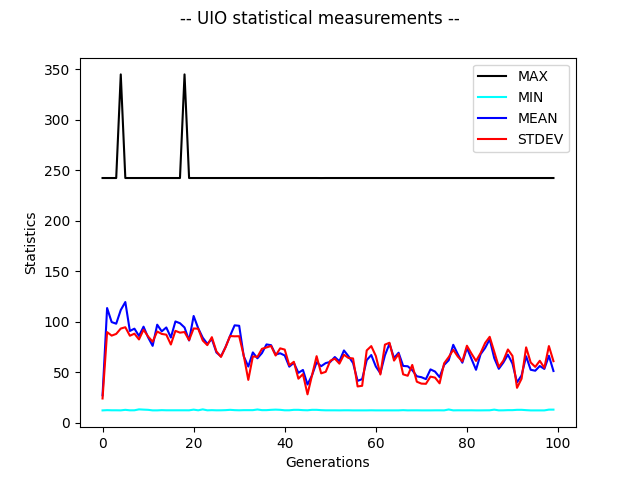 -- UIO statistical measurements --
MAX
MIN
MEAN
STDEV
Statistics
350
300
250
200
150
100
50
0
0 20 40 60 80 100
Generations